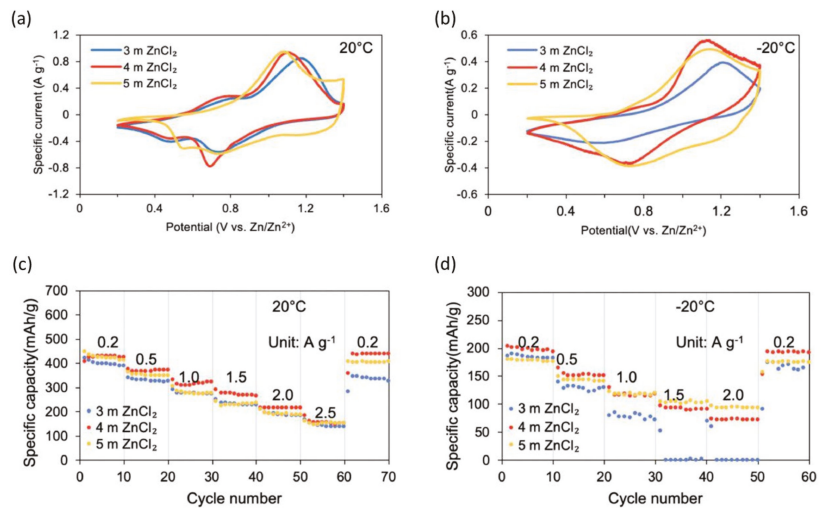 (a)
20°C
3 m ZnCl₂
4 m ZnCl₂
5 m ZnCl₂
Specific current (A g⁻¹)
1.2
0.8
0.4
0
-0.4
-0.8
-1.2
0
0.4
0.8
1.2
1.6
Potential (V vs. Zn/Zn²⁺)
(b)
-20°C
3 m ZnCl₂
4 m ZnCl₂
5 m ZnCl₂
Specific current(A g⁻¹)
0.6
0.4
0.2
0
-0.2
-0.4
-0.6
0
0.4
0.8
1.2
1.6
Potential(V vs. Zn/Zn²⁺)
(c)
20°C
Unit: A g⁻¹
0.2
0.5
1.0
1.5
2.0
2.5
0.2
3 m ZnCl₂
4 m ZnCl₂
5 m ZnCl₂
Specific capacity(mAh/g)
700
600
500
400
300
200
100
0
0
10
20
30
40
50
60
70
Cycle number
(d)
-20°C
Unit: A g⁻¹
0.2
0.5
1.0
1.5
2.0
0.2
3 m ZnCl₂
4 m ZnCl₂
5 m ZnCl₂
Specific capacity(mAh/g)
300
250
200
150
100
50
0
0
10
20
30
40
50
60
Cycle number